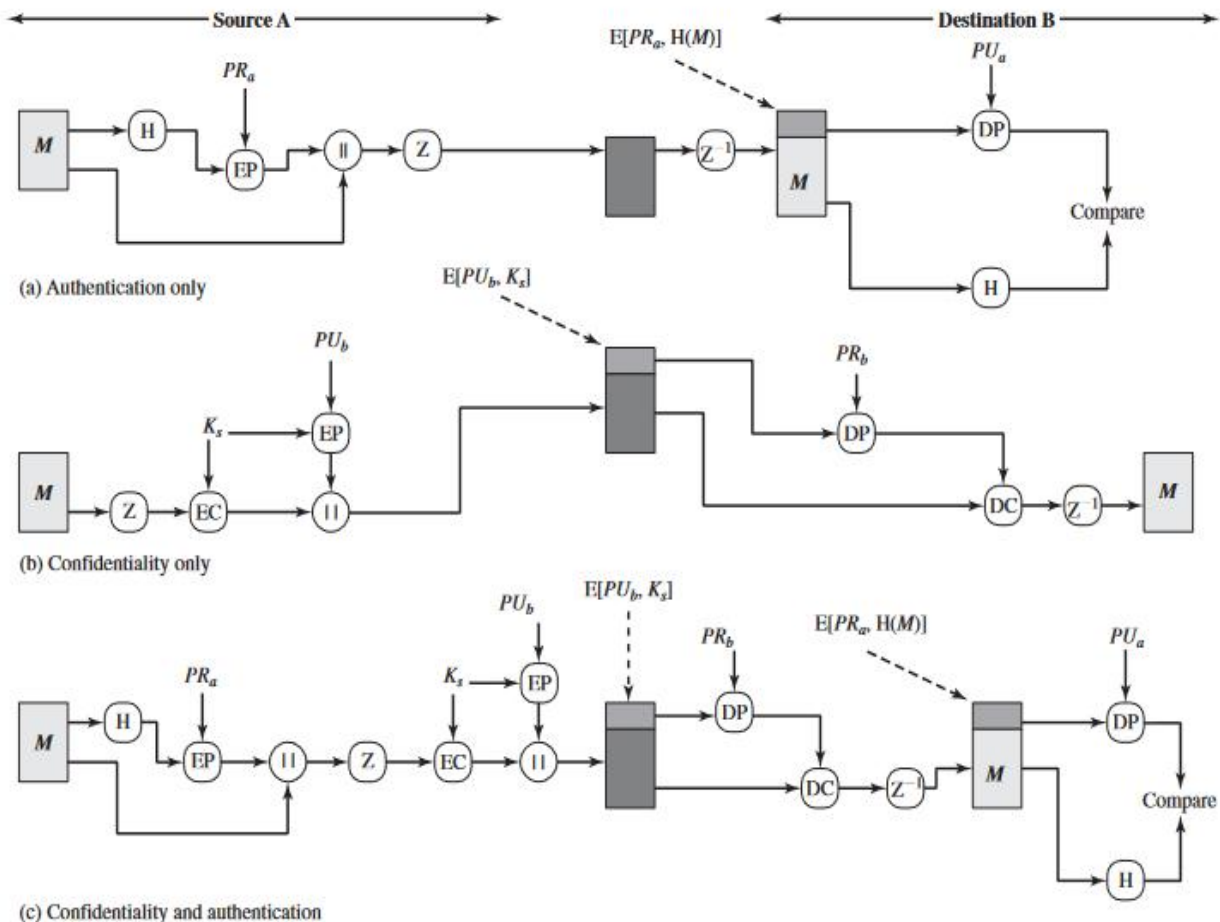 Source A
Destination B
E[PRa, H(M)]
PRa
PUa
M
H
EP
||
Z
Z−1
M
DP
Compare
H
(a) Authentication only
E[PUb, Ks]
PUb
PRb
Ks
EP
DP
M
Z
EC
||
DC
Z−1
M
(b) Confidentiality only
E[PUb, Ks]
PUb
PRb
E[PRa, H(M)]
PUa
PRa
Ks
EP
DP
DP
M
H
EP
||
Z
EC
||
DC
Z−1
M
Compare
H
(c) Confidentiality and authentication